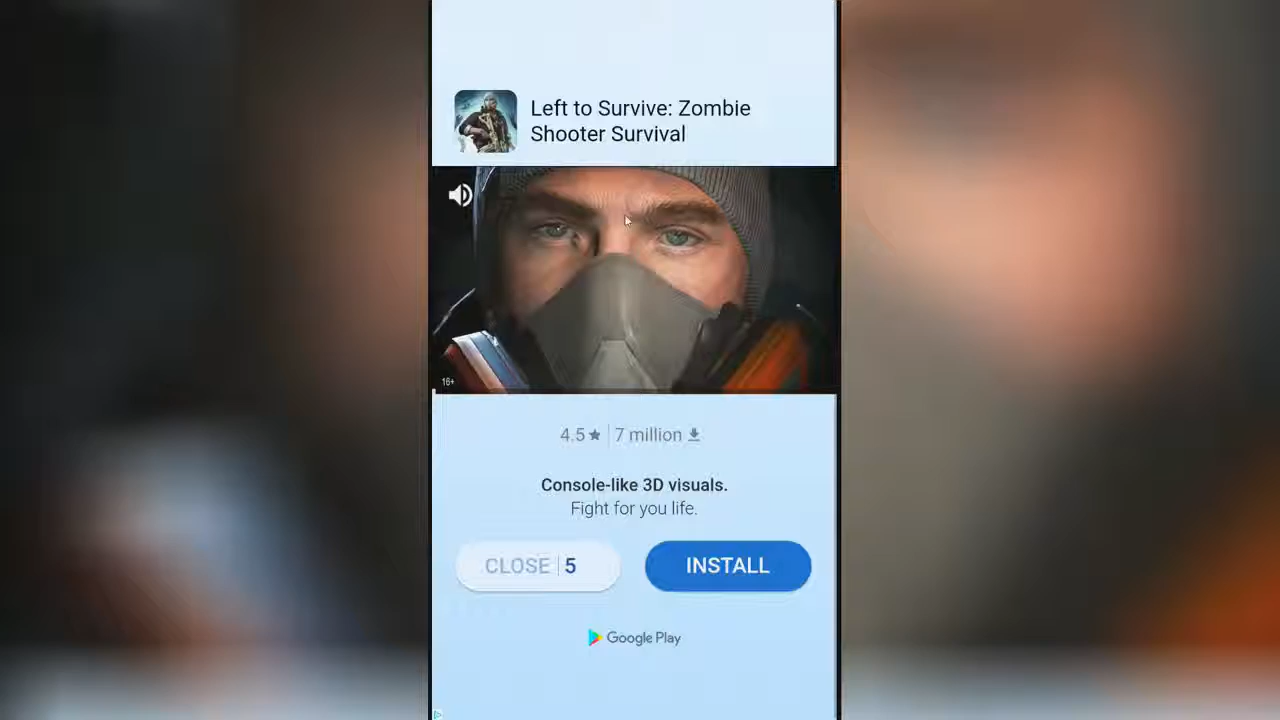 Left to Survive: Zombie
Shooter Survival
16+
4.5 7 million
Console-like 3D visuals.
Fight for you life.
CLOSE 5
INSTALL
Google Play